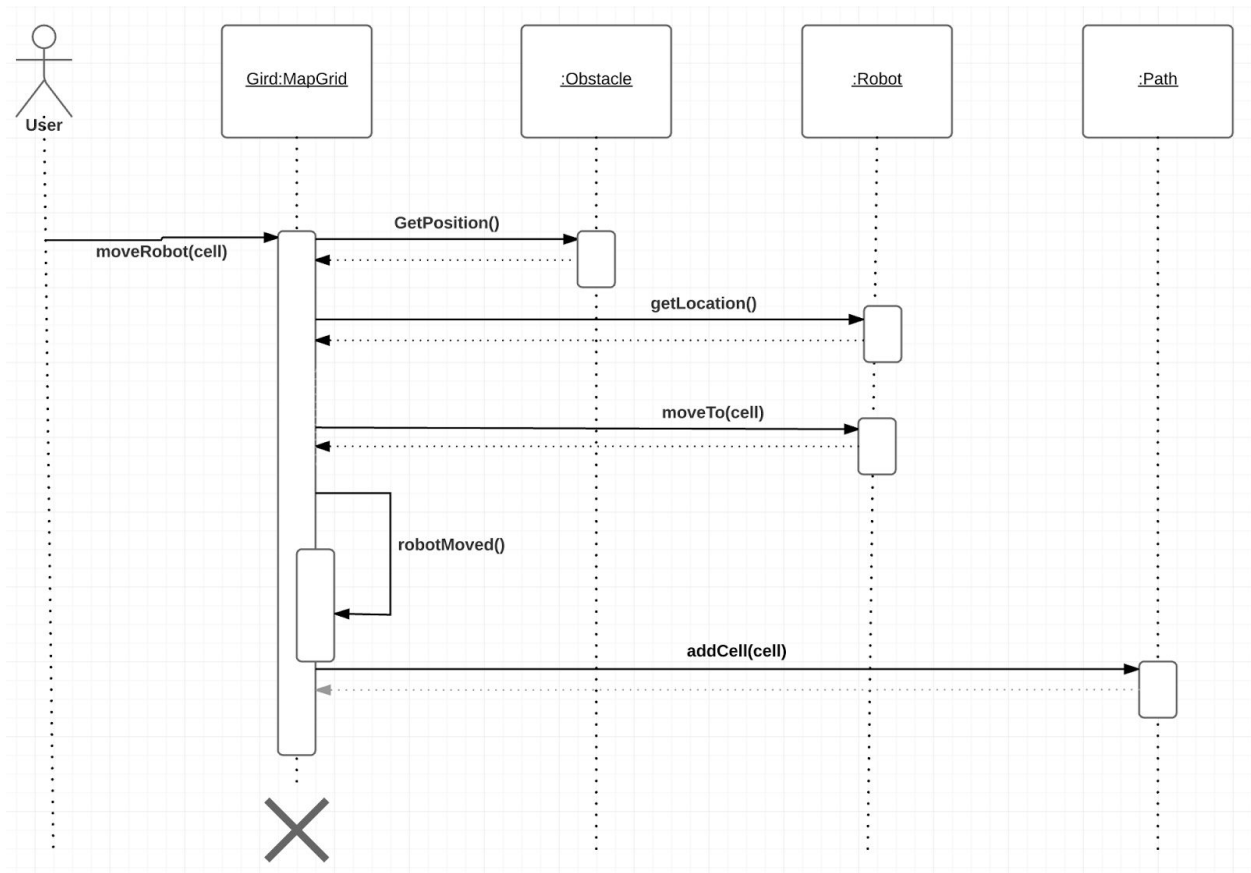 User
Gird:MapGrid
:Obstacle
:Robot
:Path
moveRobot(cell)
GetPosition()
getLocation()
moveTo(cell)
robotMoved()
addCell(cell)